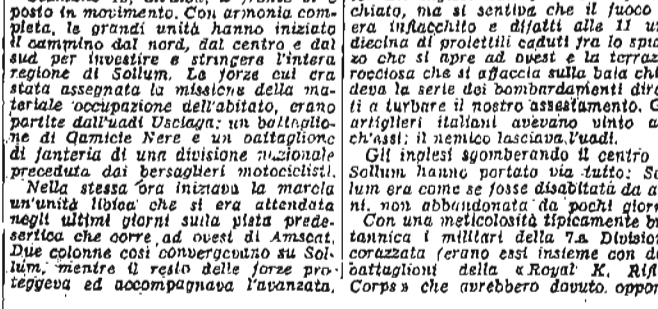 posto in movimento. Con armonia com-
pleta, le grandi unità hanno iniziato
il cammino dal nord, dal centro e dal
sud per investire e stringere l'intera
regione di Sollum. Le forze cui era
stata assegnata la missione della ma-
teriale occupazione dell'abitato, erano
partite dall'uadi Usciaga: un battaglio-
ne di Camicie Nere e un battaglione
di fanteria di una divisione nazionale
preceduta dai bersaglieri motociclisti.
Nella stessa ora iniziava la marcia
un'unità libica che si era attendata
negli ultimi giorni sulla pista prede-
sertica che corre ad ovest di Amseat.
Due colonne così convergevano su Sol-
lum, mentre il resto delle forze pro-
teggeva ed accompagnava l'avanzata.
chiato, ma si sentiva che il fuoco
era infiacchito e difatti alle 11 u
diecina di proiettili caduti fra lo spia
zo che si apre ad ovest e la terraz
rocciosa che si affaccia sulla baia chi
deva la serie dei bombardamenti dire
ti a turbare il nostro assestamento. G
artiglieri italiani avevano vinto a
ch'assi: il nemico lasciava l'uadi.
Gli inglesi sgomberando il centro
Sollum hanno portato via tutto: So
lum era come se fosse disabitata da a
ni, non abbandonata da pochi giorn
Con una meticolosità tipicamente br
tannica i militari della 7.a Division
corazzata (erano essi insieme con d
battaglioni della «Royal K. Rifl
Corps» che avrebbero dovuto oppor